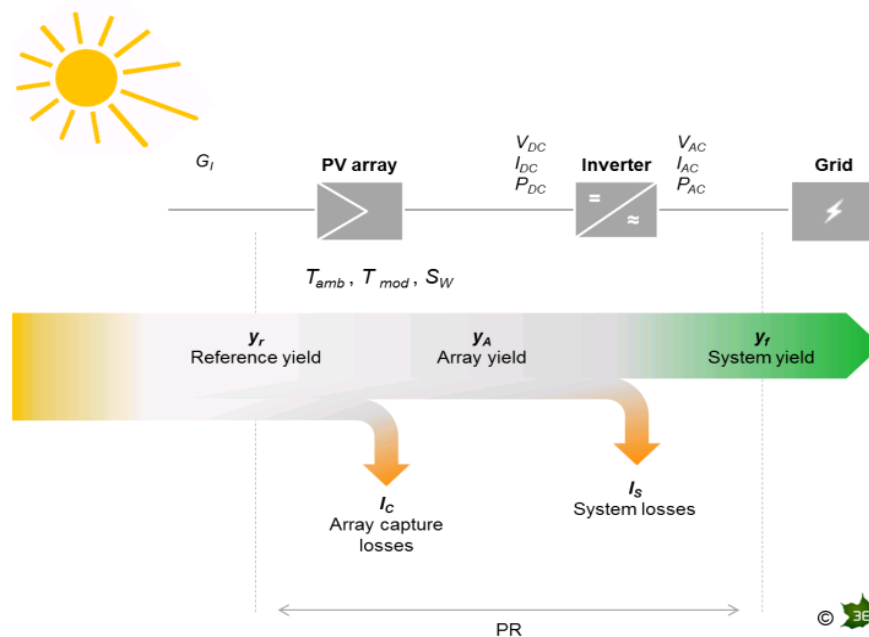 G_I
PV array
V_DC
I_DC
P_DC
Inverter
V_AC
I_AC
P_AC
Grid
=
≈
T_amb , T_mod , S_W
y_r
Reference yield
y_A
Array yield
y_f
System yield
l_C
Array capture
losses
l_S
System losses
PR
© 3E